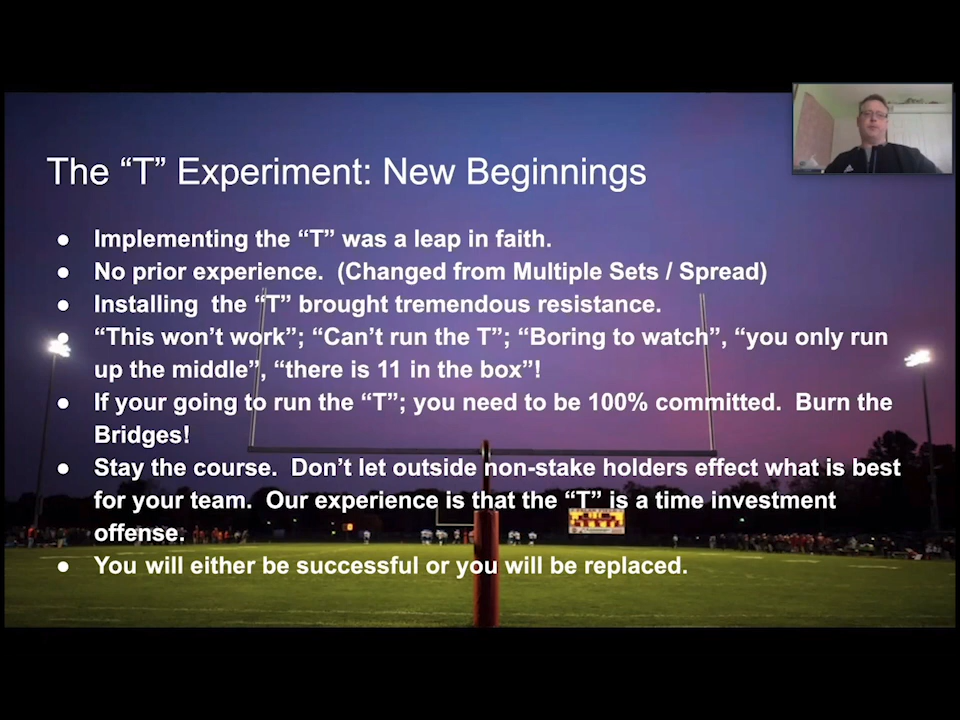 The “T” Experiment: New Beginnings
● Implementing the “T” was a leap in faith.
● No prior experience.  (Changed from Multiple Sets / Spread)
● Installing  the “T” brought tremendous resistance.
● “This won’t work”; “Can’t run the T”; “Boring to watch”, “you only run
up the middle”, “there is 11 in the box”!
● If your going to run the “T”; you need to be 100% committed.  Burn the
Bridges!
● Stay the course.  Don’t let outside non-stake holders effect what is best
for your team.  Our experience is that the “T” is a time investment
offense.
● You will either be successful or you will be replaced.